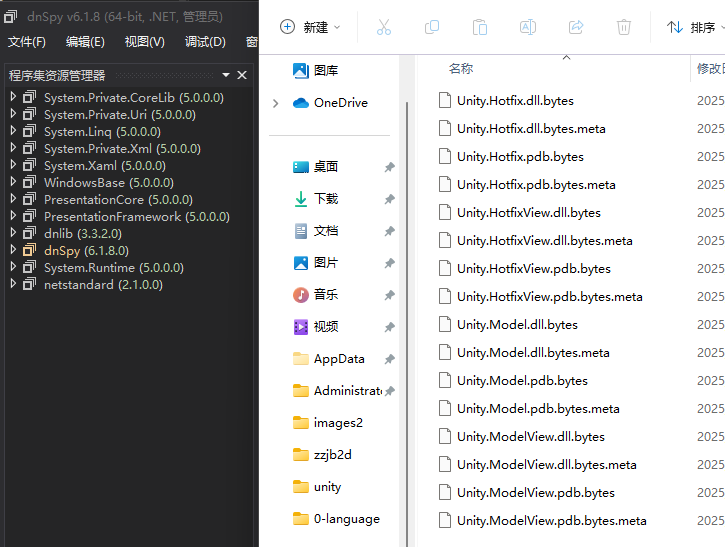 dnSpy v6.1.8 (64-bit, .NET, 管理员)
文件(F) 编辑(E) 视图(V) 调试(D) 窗
程序集资源管理器
System.Private.CoreLib (5.0.0.0)
System.Private.Uri (5.0.0.0)
System.Linq (5.0.0.0)
System.Private.Xml (5.0.0.0)
System.Xaml (5.0.0.0)
WindowsBase (5.0.0.0)
PresentationCore (5.0.0.0)
PresentationFramework (5.0.0.0)
dnlib (3.3.2.0)
dnSpy (6.1.8.0)
System.Runtime (5.0.0.0)
netstandard (2.1.0.0)
新建 排序
图库
OneDrive
桌面
下载
文档
图片
音乐
视频
AppData
Administrat
images2
zzjb2d
unity
0-language
名称 修改日
Unity.Hotfix.dll.bytes 2025
Unity.Hotfix.dll.bytes.meta 2025
Unity.Hotfix.pdb.bytes 2025
Unity.Hotfix.pdb.bytes.meta 2025
Unity.HotfixView.dll.bytes 2025
Unity.HotfixView.dll.bytes.meta 2025
Unity.HotfixView.pdb.bytes 2025
Unity.HotfixView.pdb.bytes.meta 2025
Unity.Model.dll.bytes 2025
Unity.Model.dll.bytes.meta 2025
Unity.Model.pdb.bytes 2025
Unity.Model.pdb.bytes.meta 2025
Unity.ModelView.dll.bytes 2025
Unity.ModelView.dll.bytes.meta 2025
Unity.ModelView.pdb.bytes 2025
Unity.ModelView.pdb.bytes.meta 2025